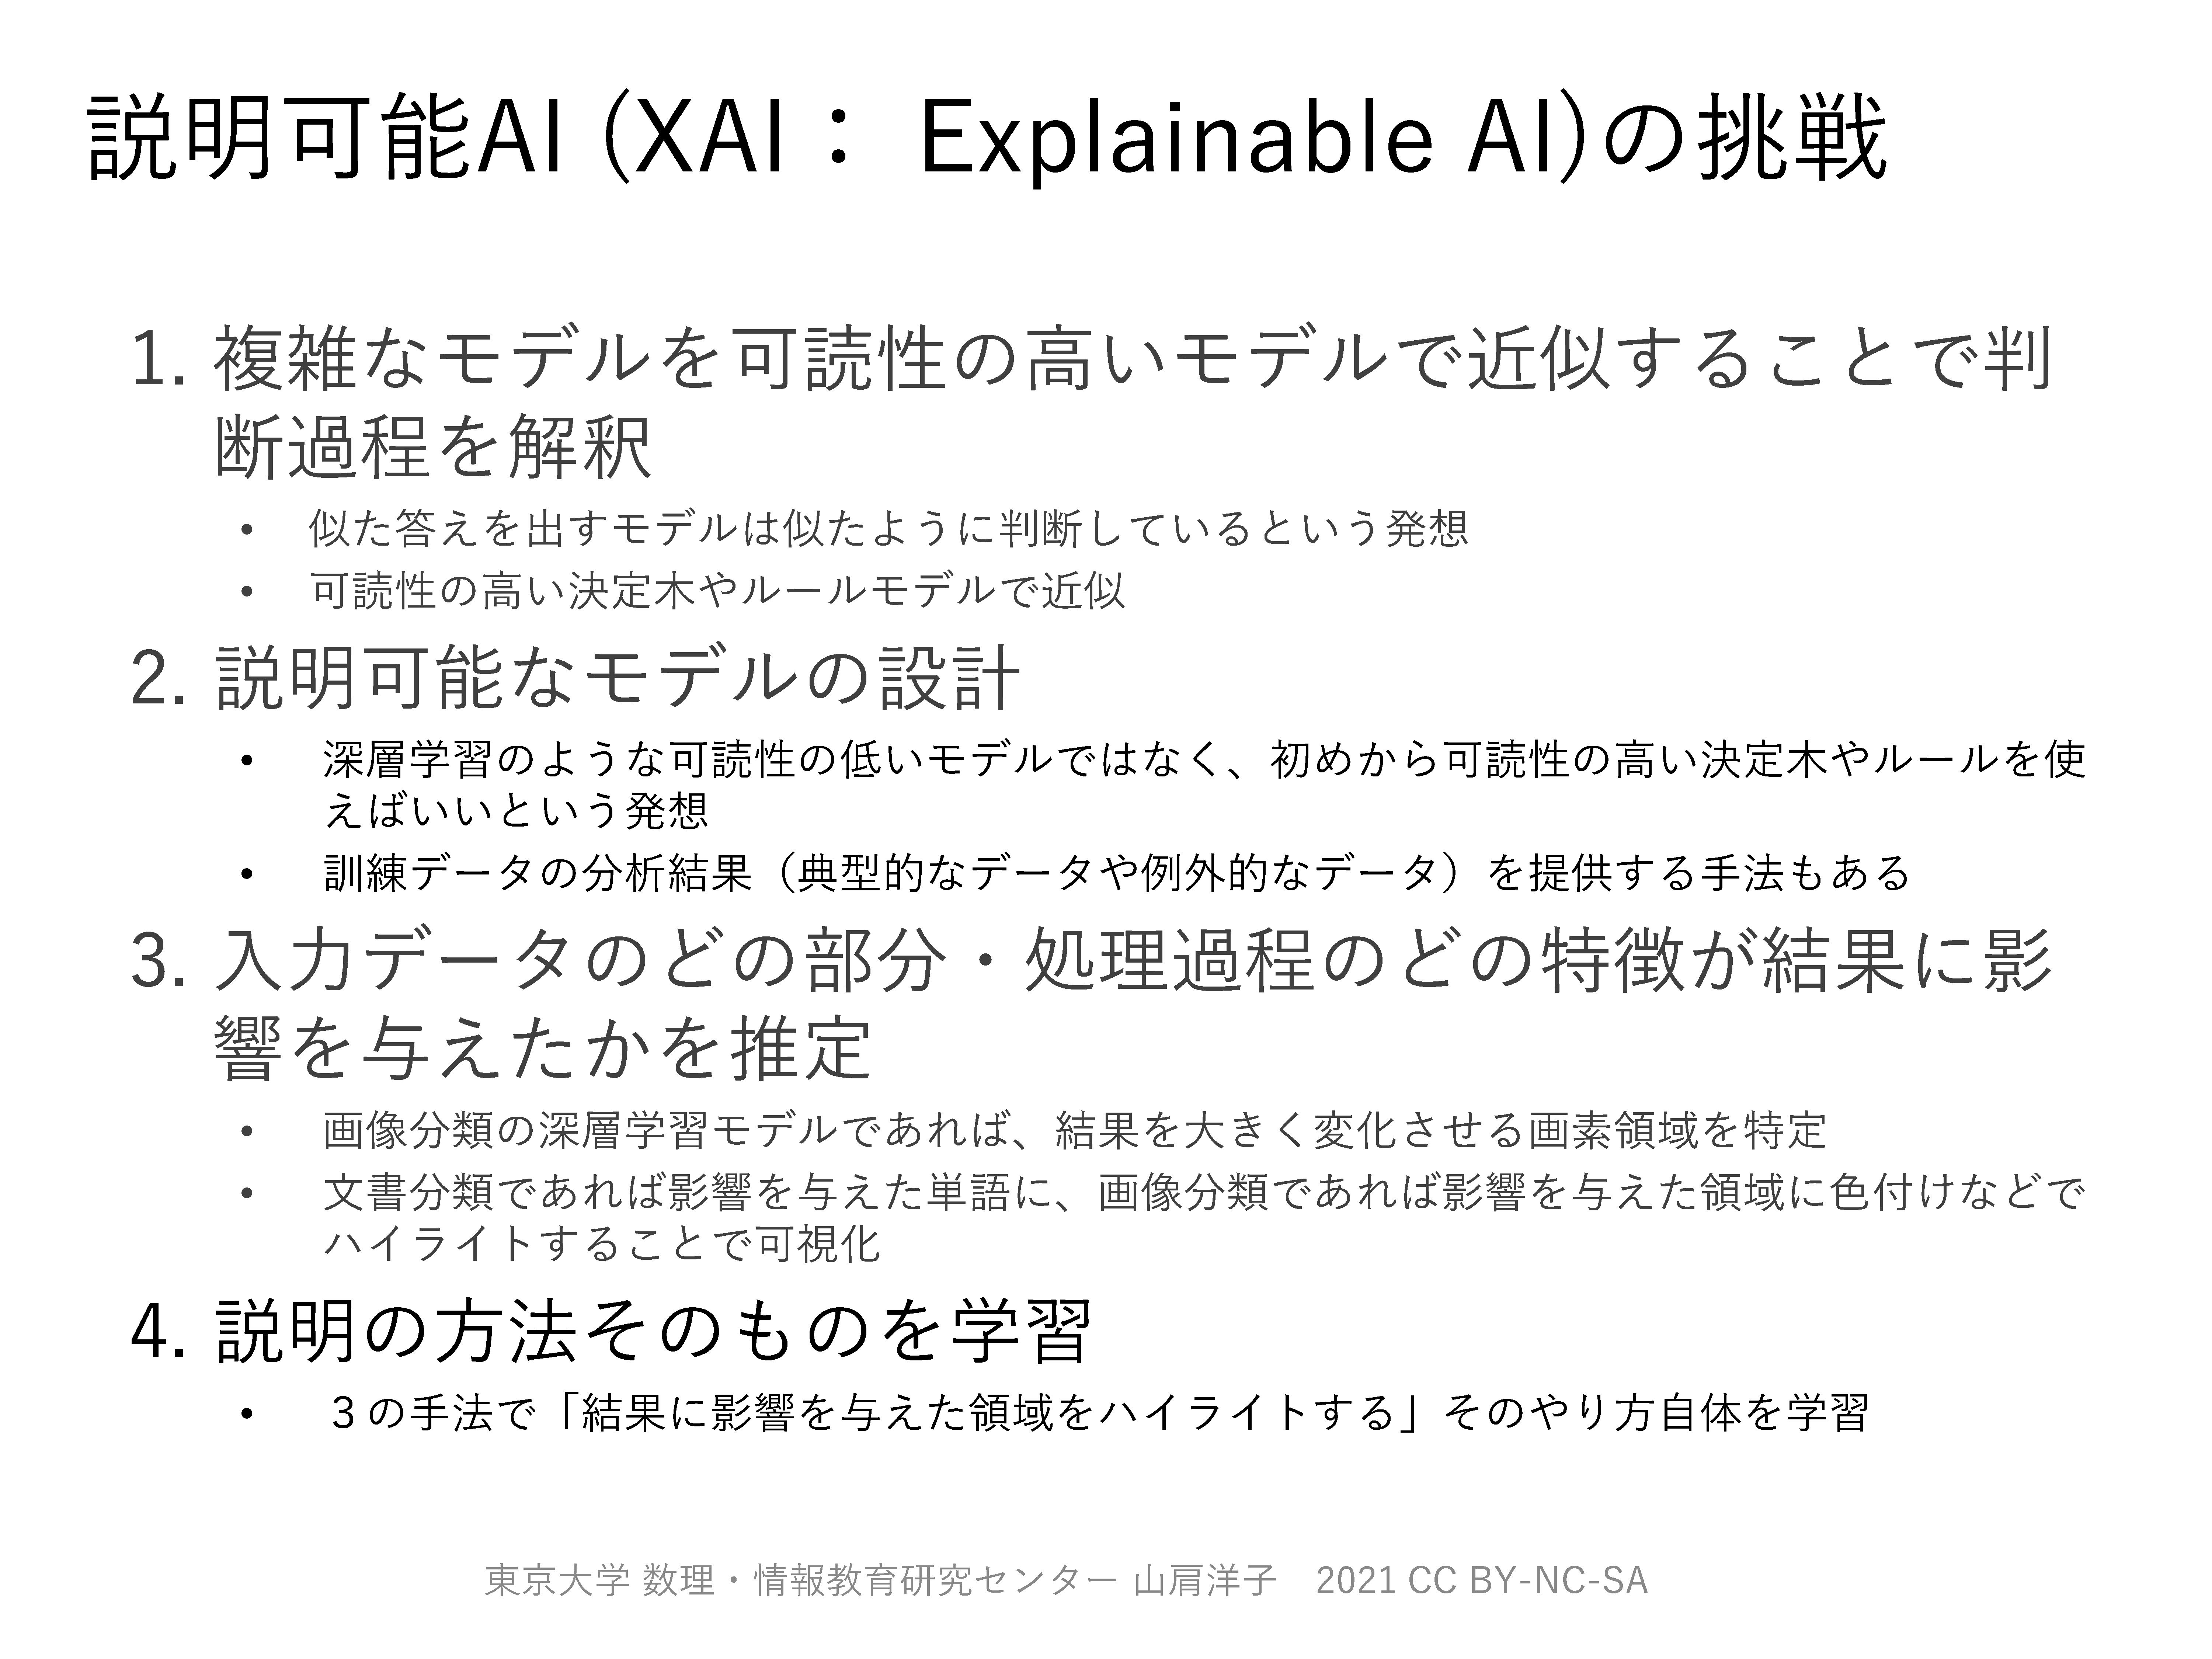 説明可能AI (XAI： Explainable AI)の挑戦
1. 複雑なモデルを可読性の高いモデルで近似することで判
断過程を解釈
• 似た答えを出すモデルは似たように判断しているという発想
• 可読性の高い決定木やルールモデルで近似
2. 説明可能なモデルの設計
• 深層学習のような可読性の低いモデルではなく、初めから可読性の高い決定木やルールを使
えばいいという発想
• 訓練データの分析結果（典型的なデータや例外的なデータ）を提供する手法もある
3. 入力データのどの部分・処理過程のどの特徴が結果に影
響を与えたかを推定
• 画像分類の深層学習モデルであれば、結果を大きく変化させる画素領域を特定
• 文書分類であれば影響を与えた単語に、画像分類であれば影響を与えた領域に色付けなどで
ハイライトすることで可視化
4. 説明の方法そのものを学習
• ３の手法で「結果に影響を与えた領域をハイライトする」そのやり方自体を学習
東京大学 数理・情報教育研究センター 山肩洋子　2021 CC BY-NC-SA